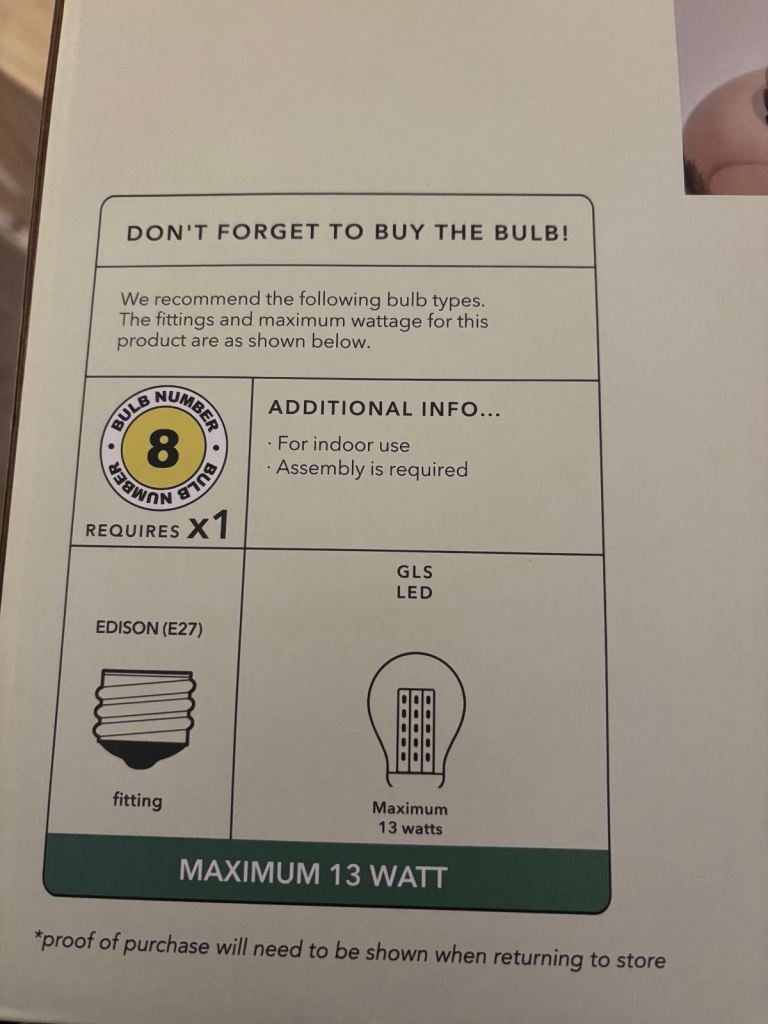 DON'T FORGET TO BUY THE BULB!
We recommend the following bulb types.
The fittings and maximum wattage for this
product are as shown below.
BULB NUMBER
8
BULB NUMBER
REQUIRES x1
ADDITIONAL INFO...
· For indoor use
· Assembly is required
EDISON (E27)
fitting
GLS
LED
Maximum
13 watts
MAXIMUM 13 WATT
*proof of purchase will need to be shown when returning to store